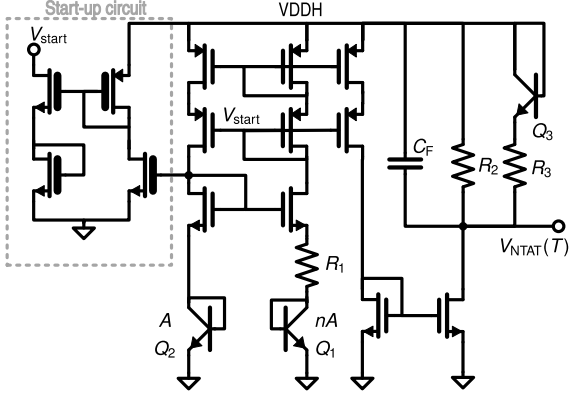 Start-up circuit
VDDH
Vstart
Vstart
CF
R2
Q3
R3
VNTAT(T)
R1
A
nA
Q2
Q1